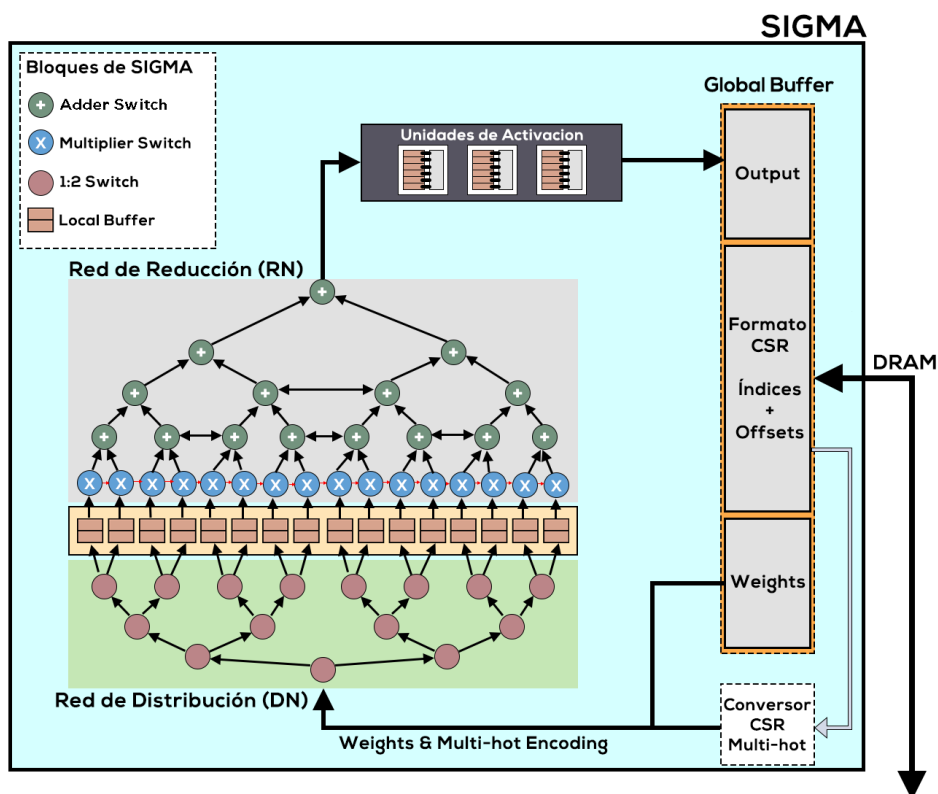 SIGMA
Bloques de SIGMA
+ Adder Switch
X Multiplier Switch
1:2 Switch
Local Buffer
Unidades de Activacion
Global Buffer
Output
Formato
CSR
Índices
+
Offsets
Weights
DRAM
Red de Reducción (RN)
+
+ +
+ + + +
+ + + + + + + +
X X X X X X X X X X X X X X X X
Red de Distribución (DN)
Conversor
CSR
Multi-hot
Weights & Multi-hot Encoding